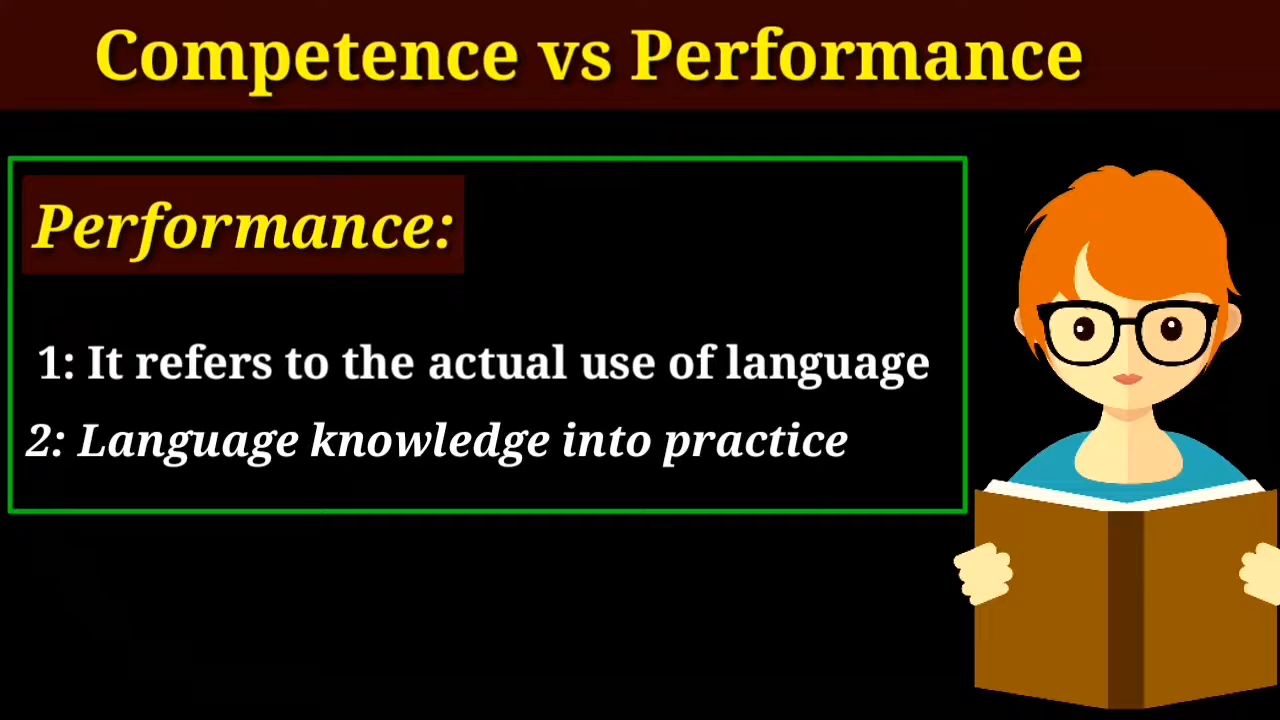 Competence vs Performance
Performance:
1: It refers to the actual use of language
2: Language knowledge into practice